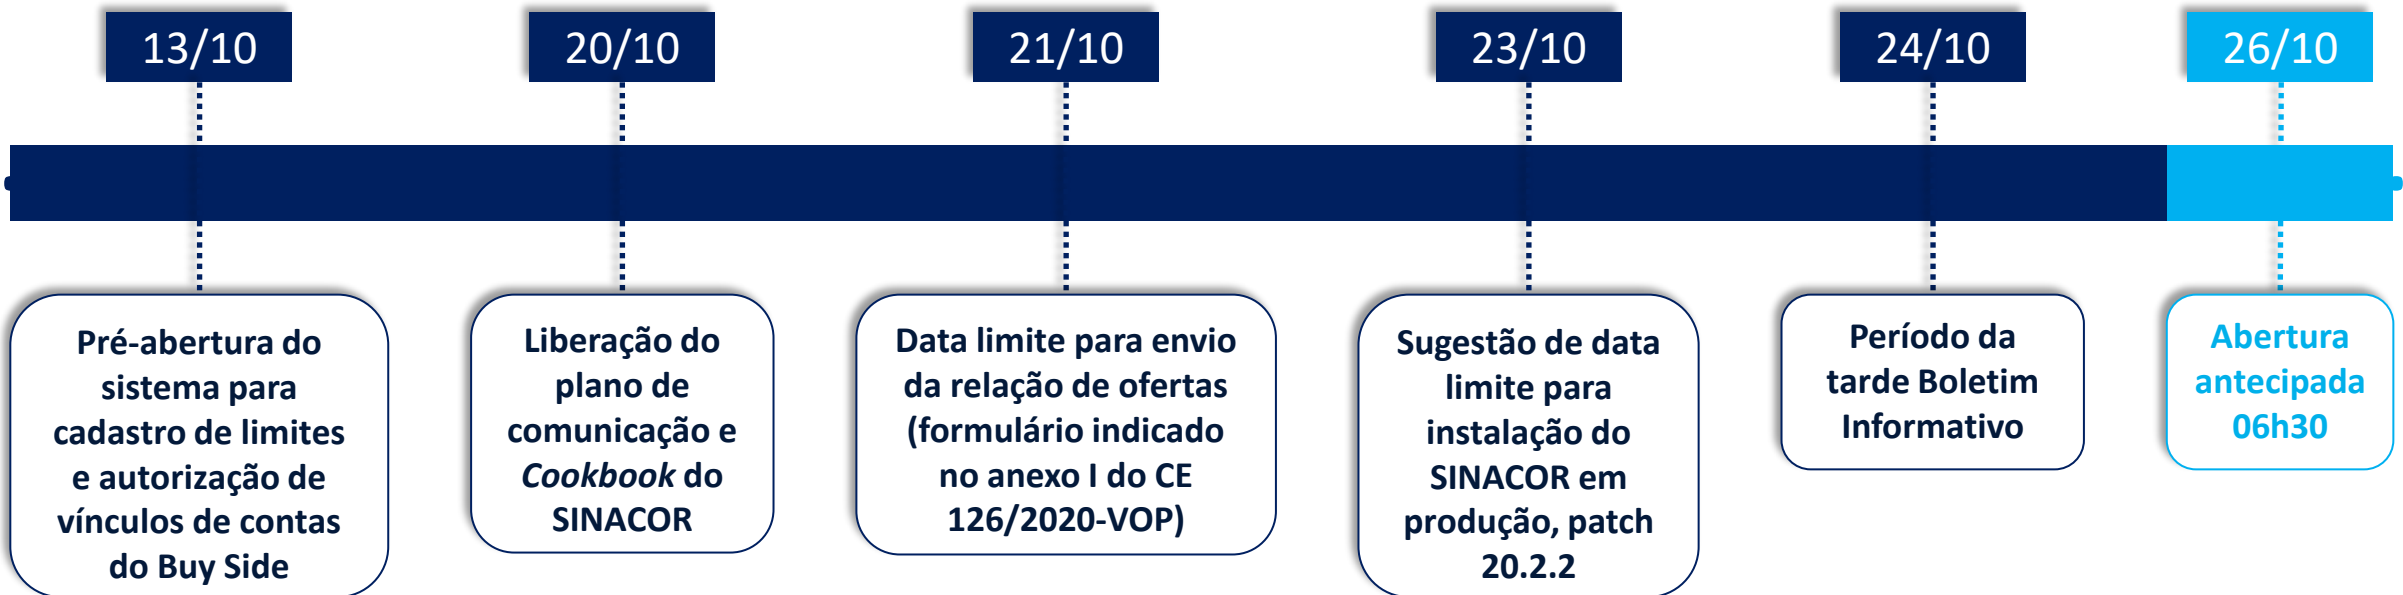 13/10
20/10
21/10
23/10
24/10
26/10
Pré-abertura do
sistema para
cadastro de limites
e autorização de
vínculos de contas
do Buy Side
Liberação do
plano de
comunicação e
Cookbook do
SINACOR
Data limite para envio
da relação de ofertas
(formulário indicado
no anexo I do CE
126/2020-VOP)
Sugestão de data
limite para
instalação do
SINACOR em
produção, patch
20.2.2
Período da
tarde Boletim
Informativo
Abertura
antecipada
06h30